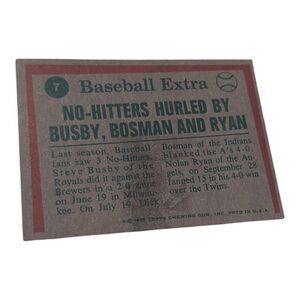 7
Baseball Extra
NO-HITTERS HURLED BY
BUSBY, BOSMAN AND RYAN
Last season, Baseball
fans saw 3 No-Hitters.
Steve Busby of the
Royals did it against the
Brewers in a 2-0 game
on June 19 in Milwau-
kee. On July 19, Dick
Bosman of the Indians
blanked the A's 4-0.
Nolan Ryan of the An-
gels, on September 28
fanned 15 in his 4-0 win
over the Twins.
© 1975 TOPPS CHEWING GUM, INC. PRTD IN U.S.A.